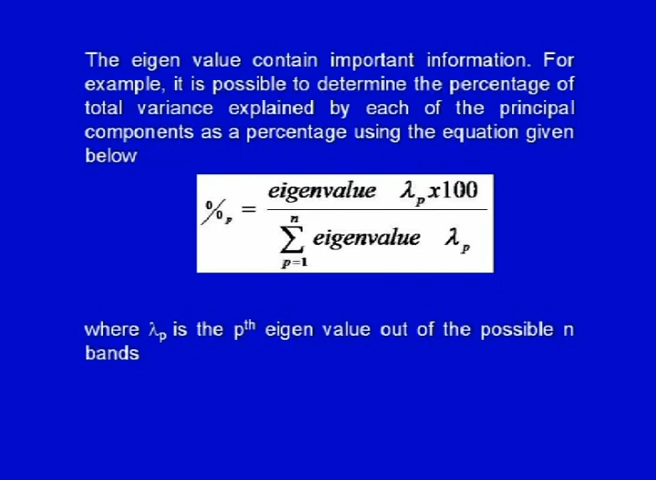 The eigen value contain important information. For
example, it is possible to determine the percentage of
total variance explained by each of the principal
components as a percentage using the equation given
below
%p = eigenvalue λp x100
n
∑ eigenvalue λp
p=1
where λp is the pth eigen value out of the possible n
bands